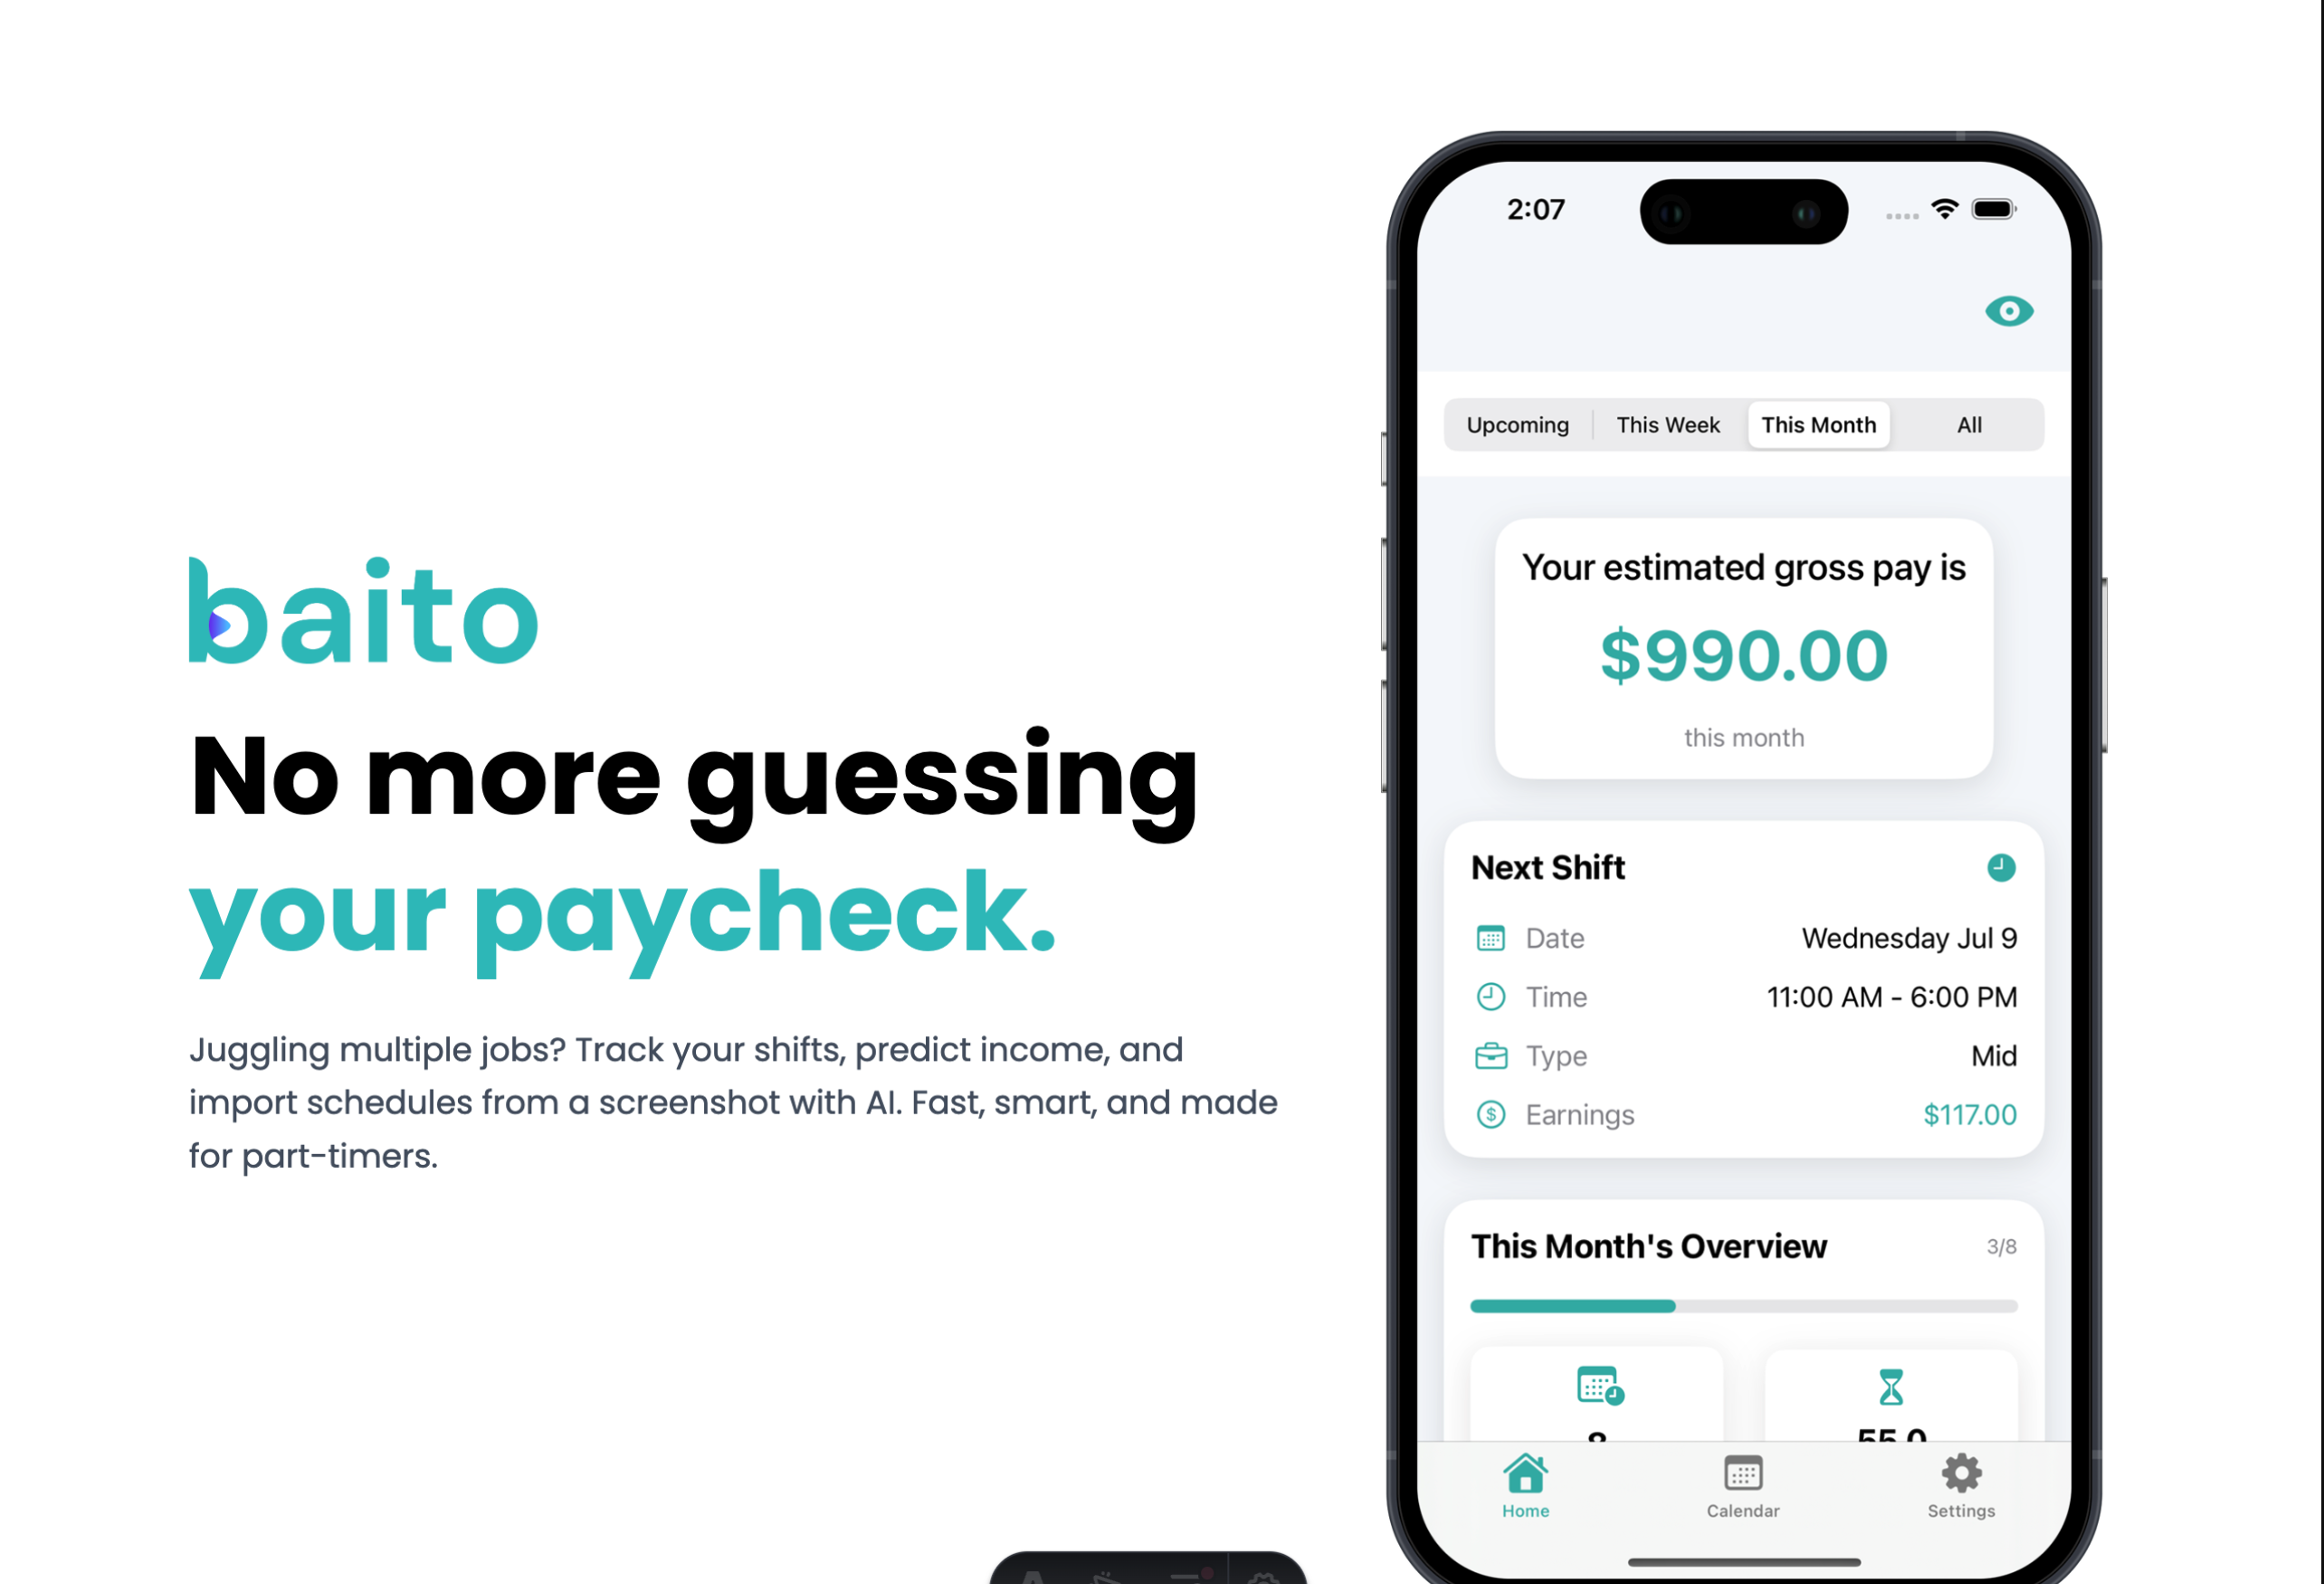 baito
No more guessing
your paycheck.
Juggling multiple jobs? Track your shifts, predict income, and
import schedules from a screenshot with AI. Fast, smart, and made
for part-timers.
2:07
Upcoming This Week This Month All
Your estimated gross pay is
$990.00
this month
Next Shift
Date Wednesday Jul 9
Time 11:00 AM - 6:00 PM
Type Mid
Earnings $117.00
This Month's Overview 3/8
8 55.0
Home Calendar Settings